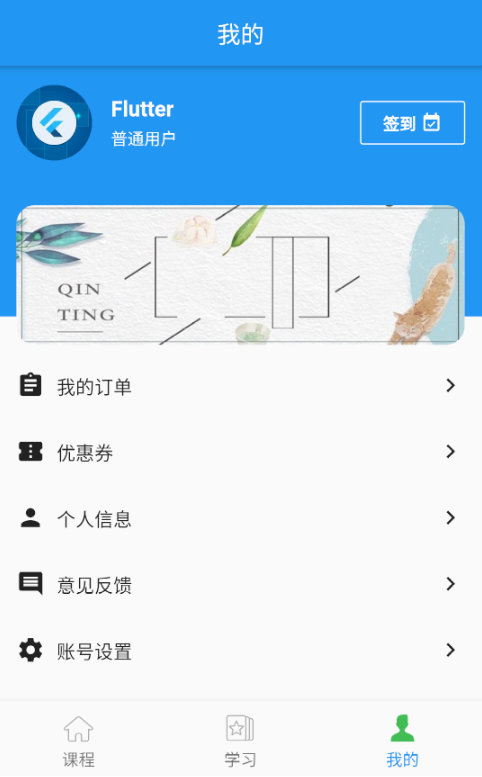 我的
Flutter
普通用户
签到
QIN
TING
我的订单
优惠券
个人信息
意见反馈
账号设置
课程
学习
我的